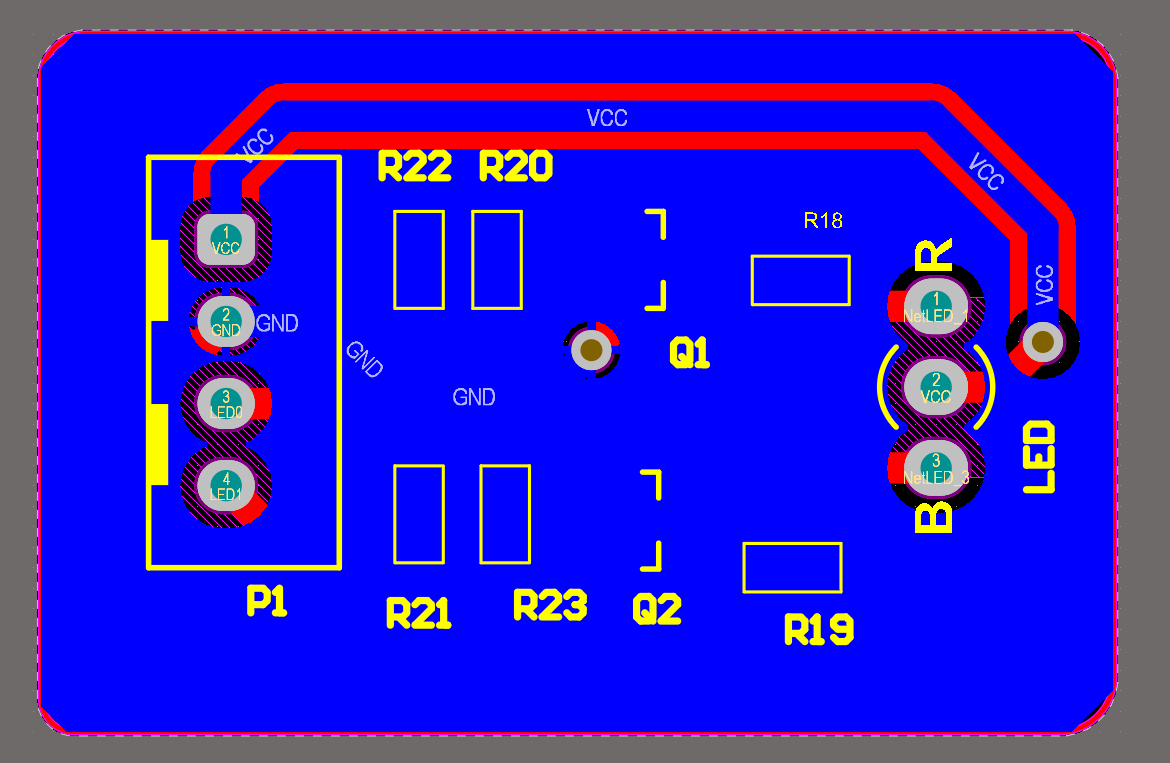 VCC
VCC
R22
R20
VCC
R18
1
VCC
R
VCC
2
GND
GND
1
NetLED_1
GND
Q1
3
LED0
GND
2
VCC
LED
4
LED1
3
NetLED_3
B
P1
R21
R23
Q2
R19